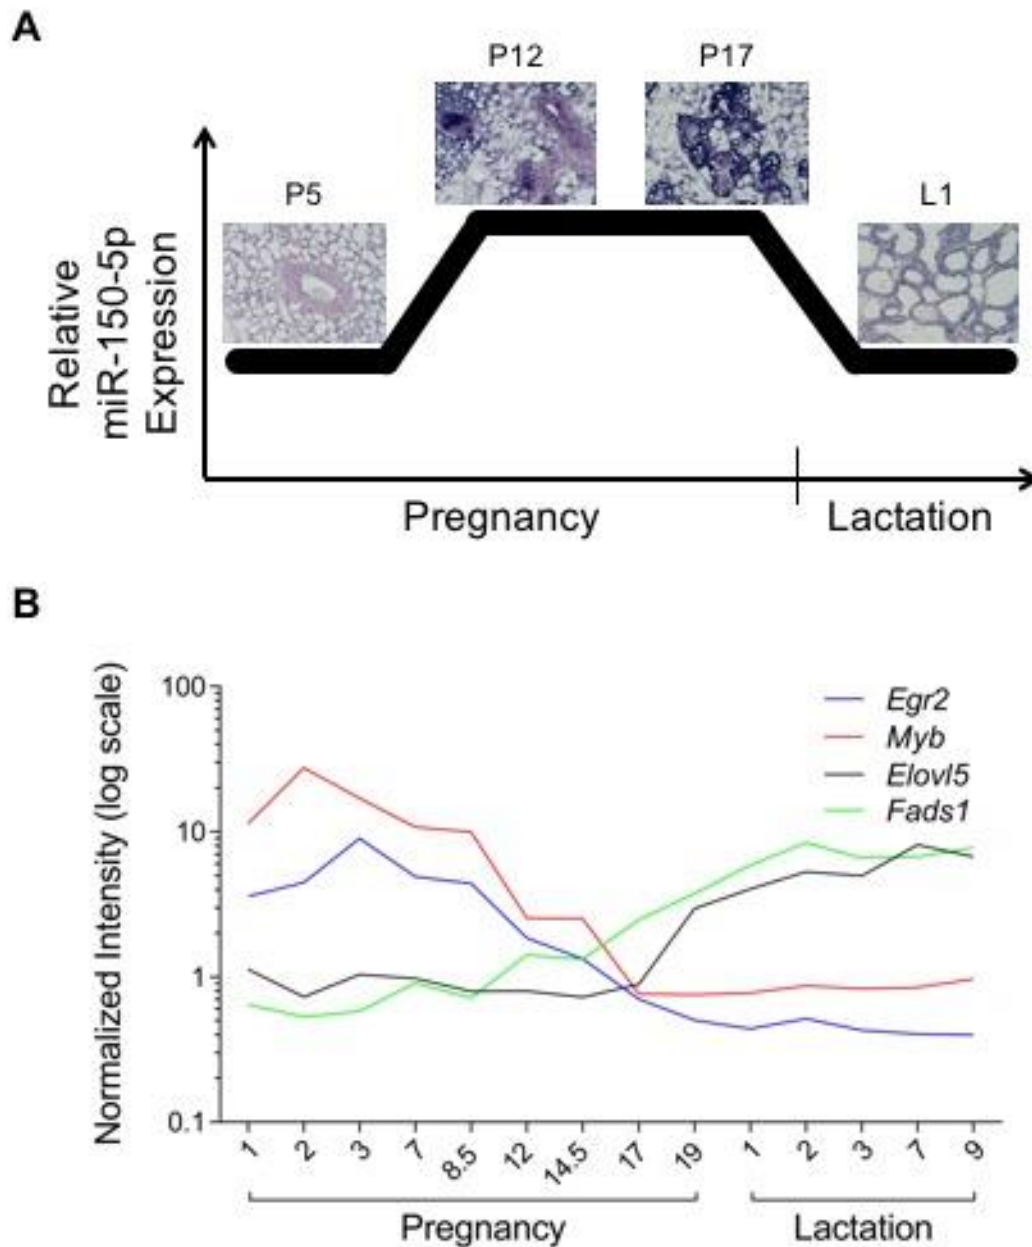 A
P12
P17
P5
L1
Relative
miR-150-5p
Expression
Pregnancy
Lactation
B
Normalized Intensity (log scale)
100
10
1
0.1
Egr2
Myb
Elovl5
Fads1
1 2 3 7 8.5 12 14.5 17 19 1 2 3 7 9
Pregnancy
Lactation